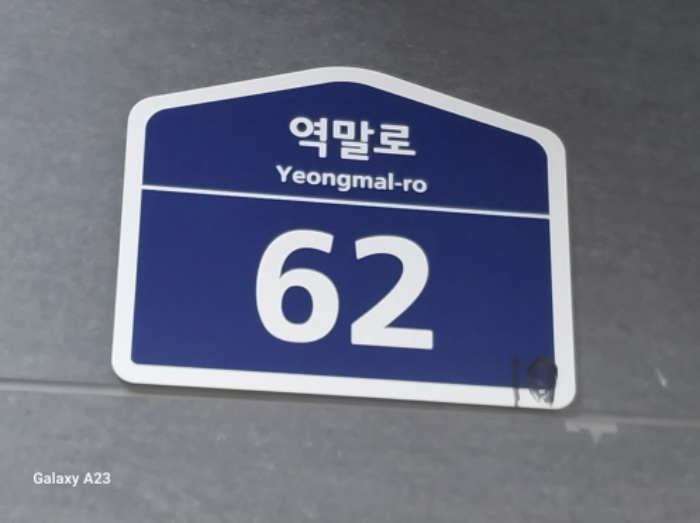 역말로
Yeongmal-ro
62
Galaxy A23